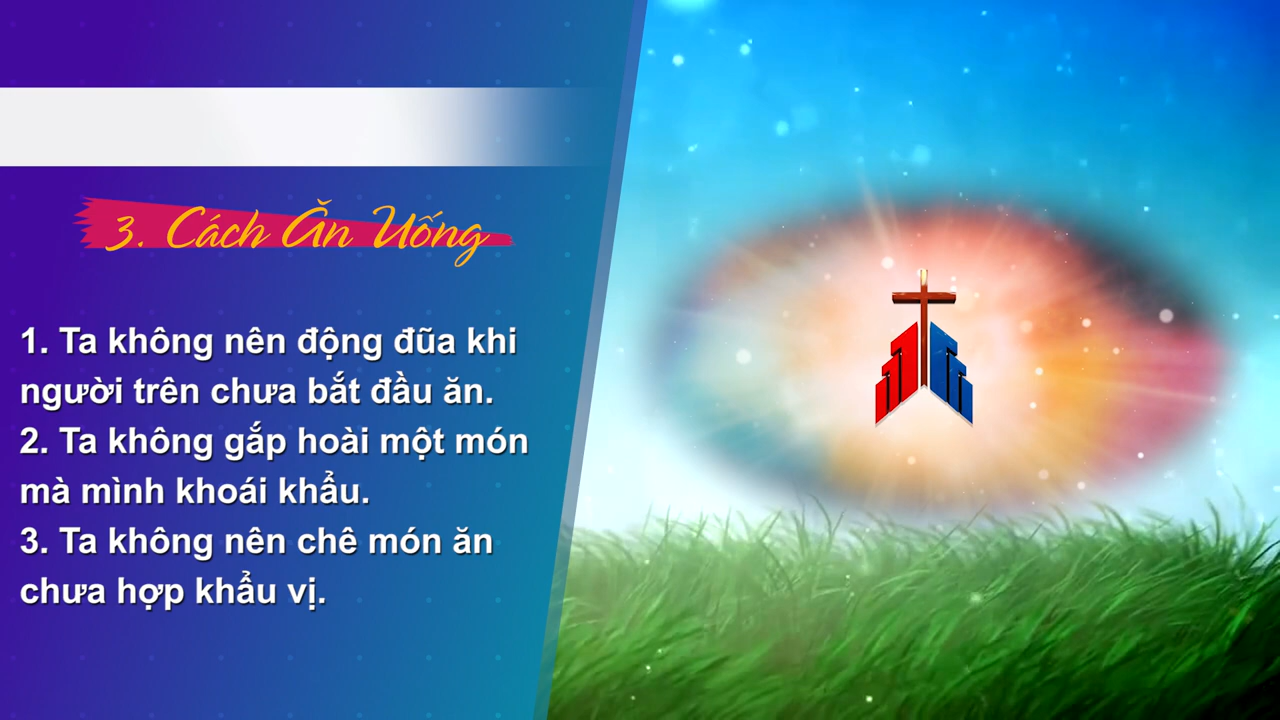 3. Cách Ăn Uống
1. Ta không nên động đũa khi
người trên chưa bắt đầu ăn.
2. Ta không gắp hoài một món
mà mình khoái khẩu.
3. Ta không nên chê món ăn
chưa hợp khẩu vị.